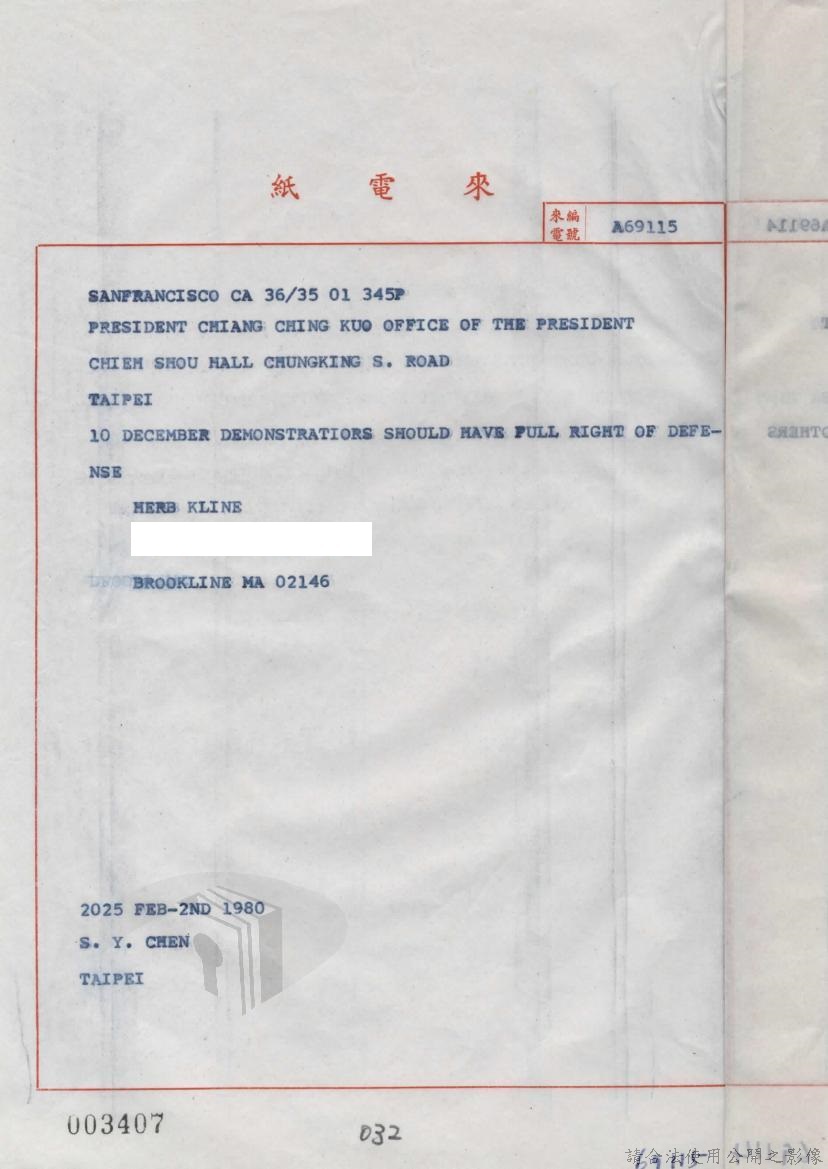 來電紙
來電編號 A69115
A69114
SANFRANCISCO CA 36/35 01 345P
PRESIDENT CHIANG CHING KUO OFFICE OF THE PRESIDENT
CHIEH SHOU HALL CHUNGKING S. ROAD
TAIPEI
10 DECEMBER DEMONSTRATIORS SHOULD HAVE FULL RIGHT OF DEFE-
OTHERS
NSE
HERB KLINE
BROOKLINE MA 02146
2025 FEB-2ND 1980
S. Y. CHEN
TAIPEI
003407
032
請合法使用公開之影像